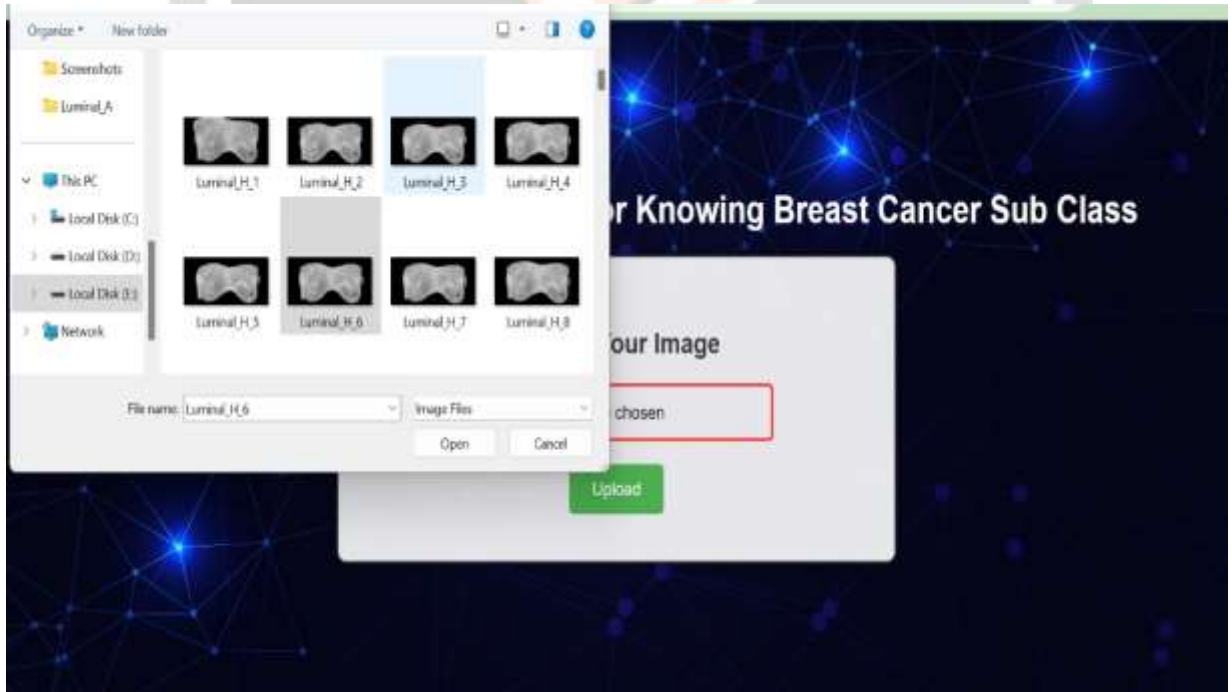 Organize New folder
Screenshots
Luminal_A
This PC
Local Disk (C:)
Local Disk (D:)
Local Disk (E:)
Network
Luminal_H_1 Luminal_H_2 Luminal_H_3 Luminal_H_4
Luminal_H_5 Luminal_H_6 Luminal_H_7 Luminal_H_8
File name: Luminal_H_6 Image Files
Open Cancel
r Knowing Breast Cancer Sub Class
our Image
chosen
Upload